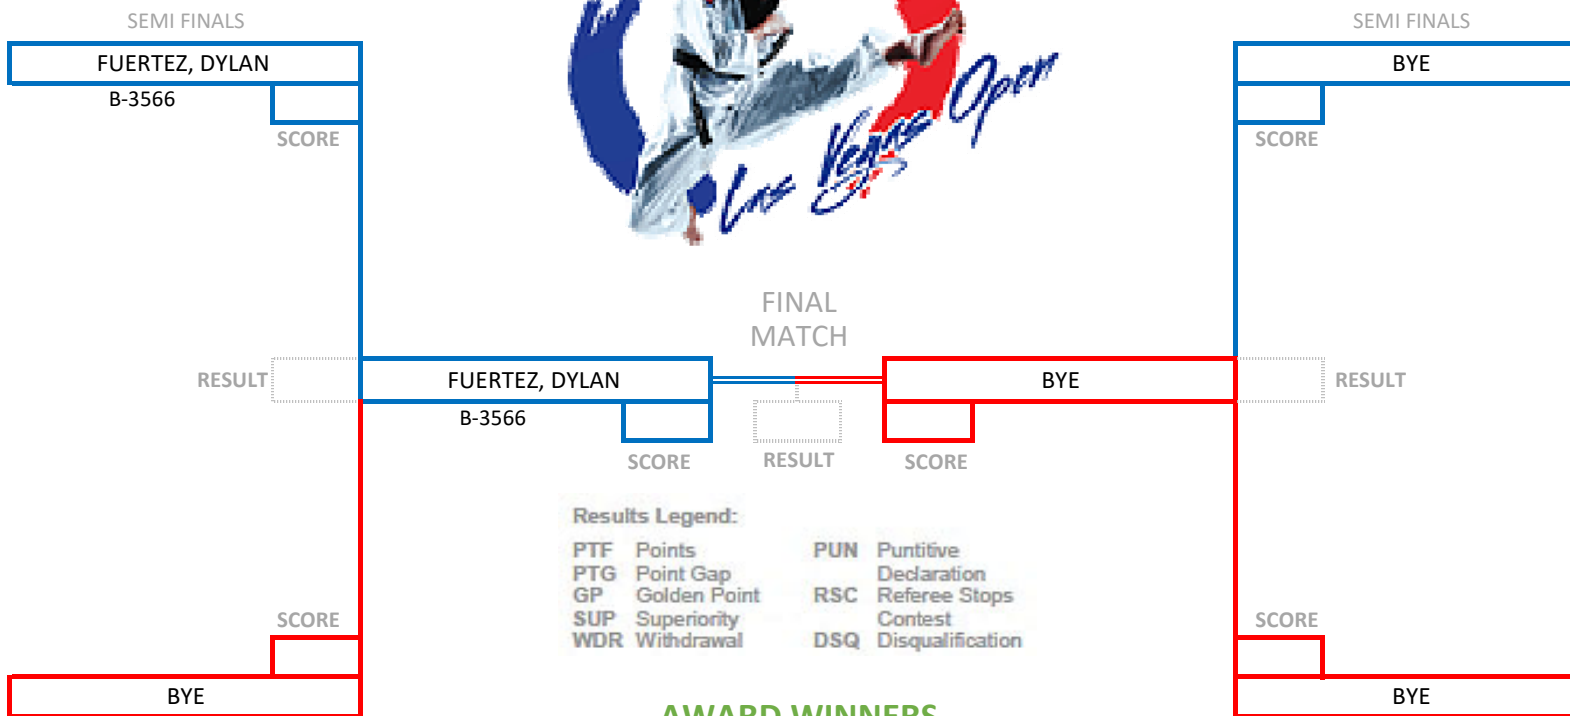 SEMI FINALS
SEMI FINALS
FUERTEZ, DYLAN
BYE
B-3566
SCORE
SCORE
Las Vegas Open
FINAL
MATCH
RESULT
FUERTEZ, DYLAN
BYE
RESULT
B-3566
SCORE
RESULT
SCORE
Results Legend:
PTF Points
PTG Point Gap
GP Golden Point
SUP Superiority
WDR Withdrawal
PUN Puntitive
Declaration
RSC Referee Stops
Contest
DSQ Disqualification
SCORE
SCORE
BYE
BYE
AWARD WINNERS